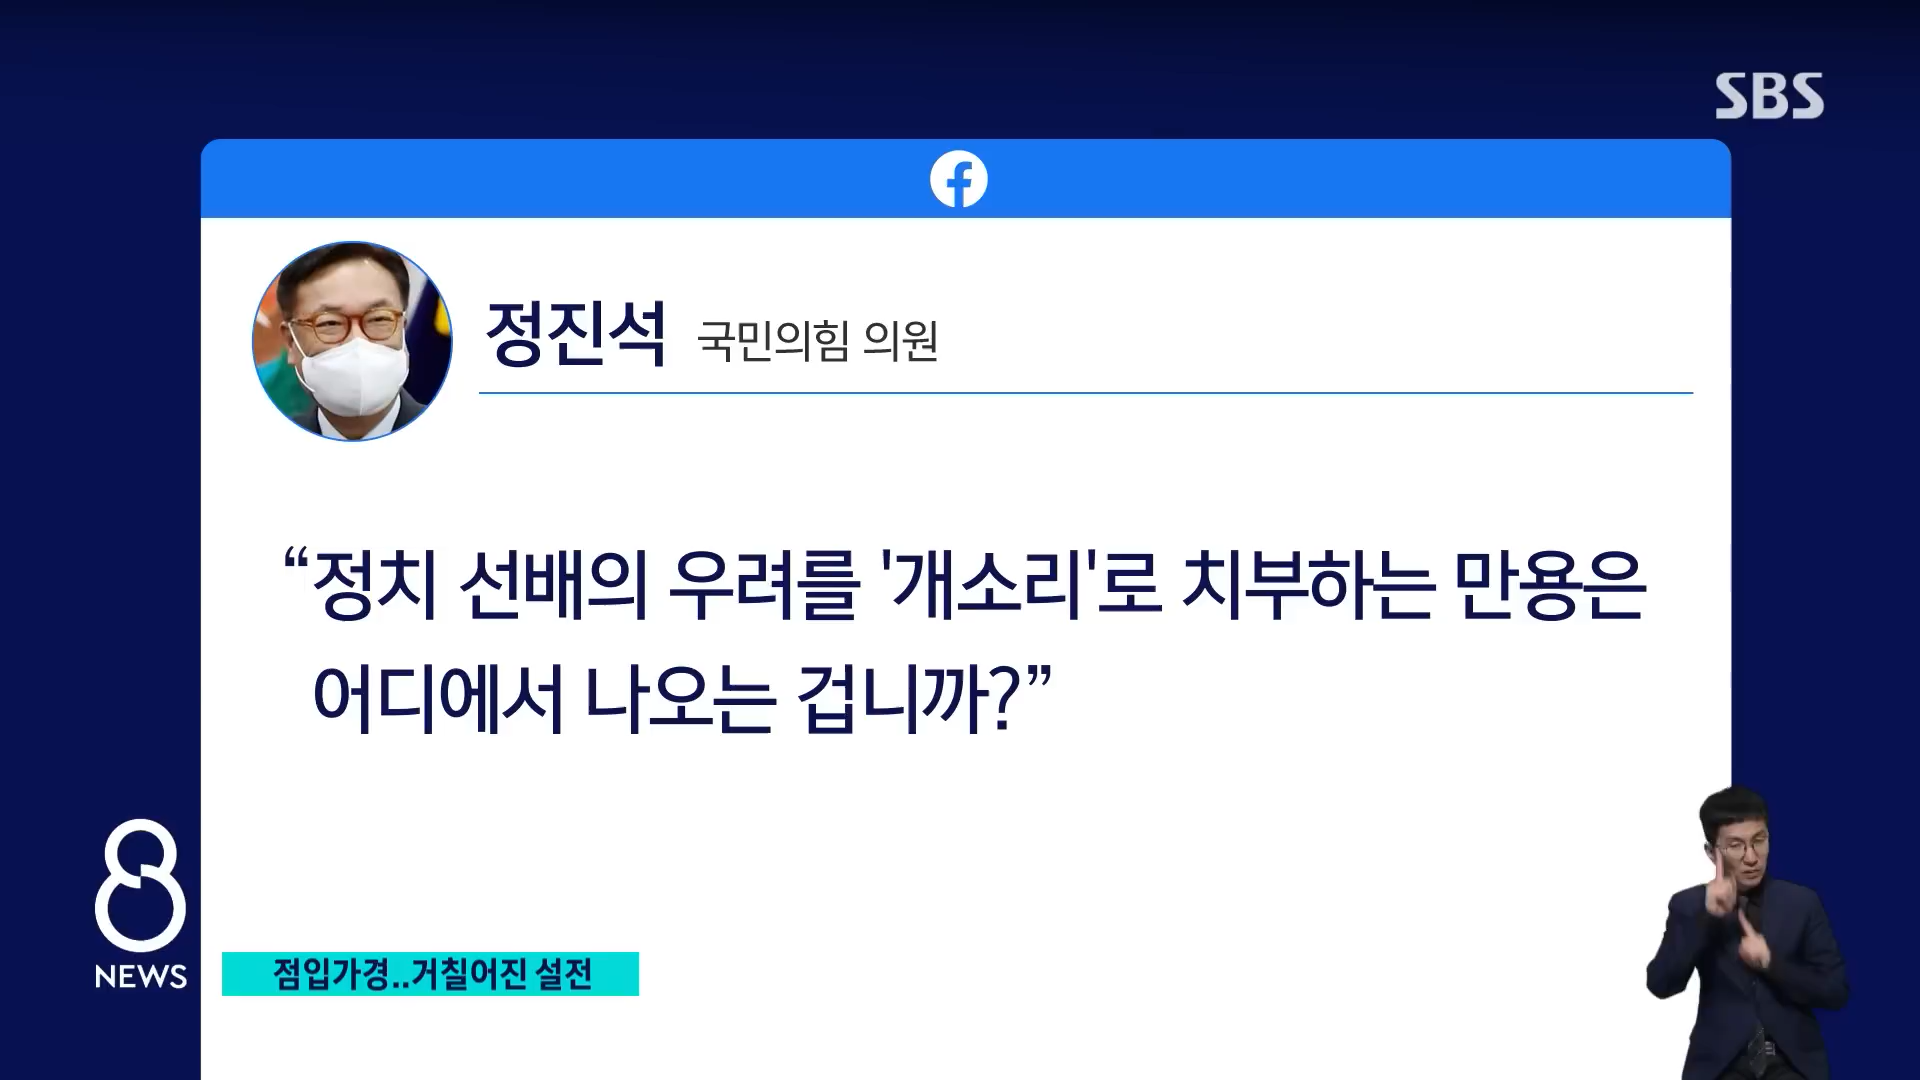 SBS
정진석 국민의힘 의원
“정치 선배의 우려를 '개소리'로 치부하는 만용은
어디에서 나오는 겁니까?”
8
NEWS
점입가경..거칠어진 설전